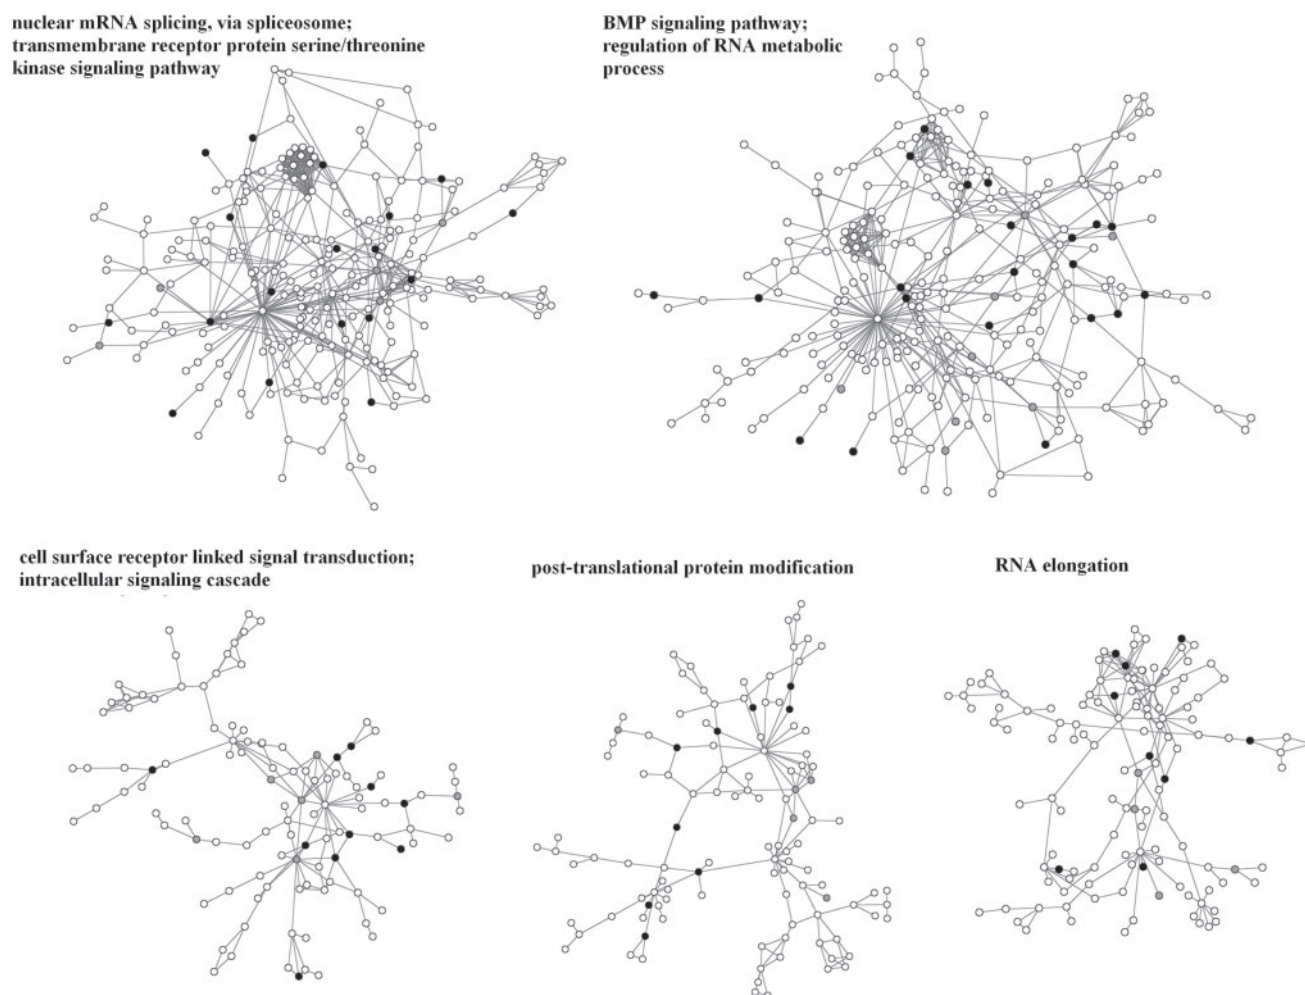 nuclear mRNA splicing, via spliceosome;
transmembrane receptor protein serine/threonine
kinase signaling pathway
BMP signaling pathway;
regulation of RNA metabolic
process
cell surface receptor linked signal transduction;
intracellular signaling cascade
post-translational protein modification
RNA elongation